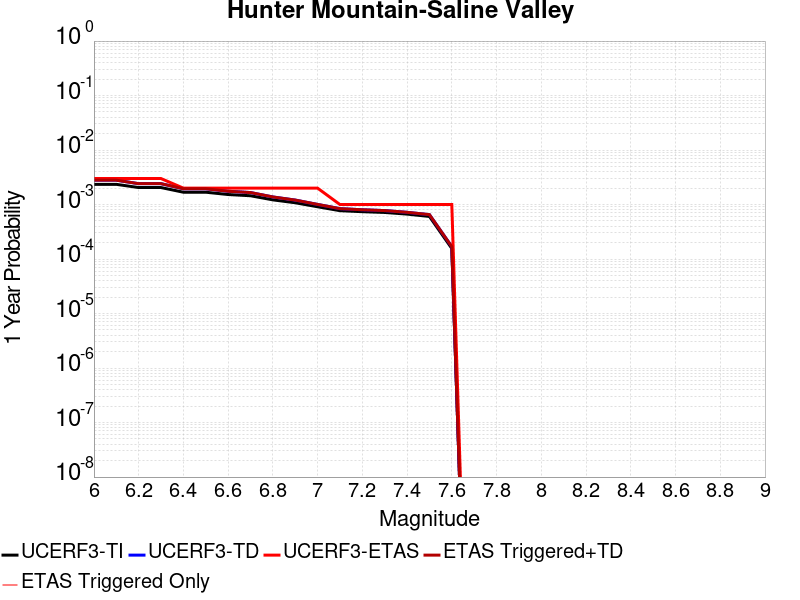 Hunter Mountain-Saline Valley
10^0
10^-1
10^-2
10^-3
10^-4
10^-5
10^-6
10^-7
10^-8
1 Year Probability
6 6.2 6.4 6.6 6.8 7 7.2 7.4 7.6 7.8 8 8.2 8.4 8.6 8.8 9
Magnitude
UCERF3-TI UCERF3-TD UCERF3-ETAS ETAS Triggered+TD
ETAS Triggered Only